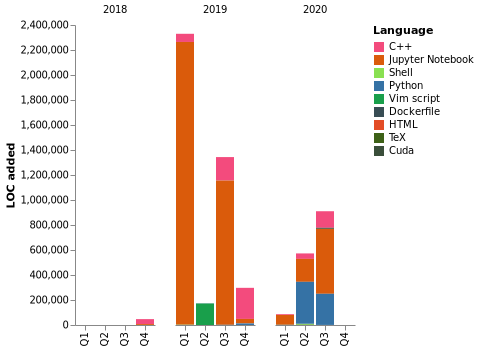 2018 2019 2020
LOC added
2,400,000
2,200,000
2,000,000
1,800,000
1,600,000
1,400,000
1,200,000
1,000,000
800,000
600,000
400,000
200,000
0
Q1 Q2 Q3 Q4 Q1 Q2 Q3 Q4 Q1 Q2 Q3 Q4
Language
C++
Jupyter Notebook
Shell
Python
Vim script
Dockerfile
HTML
TeX
Cuda